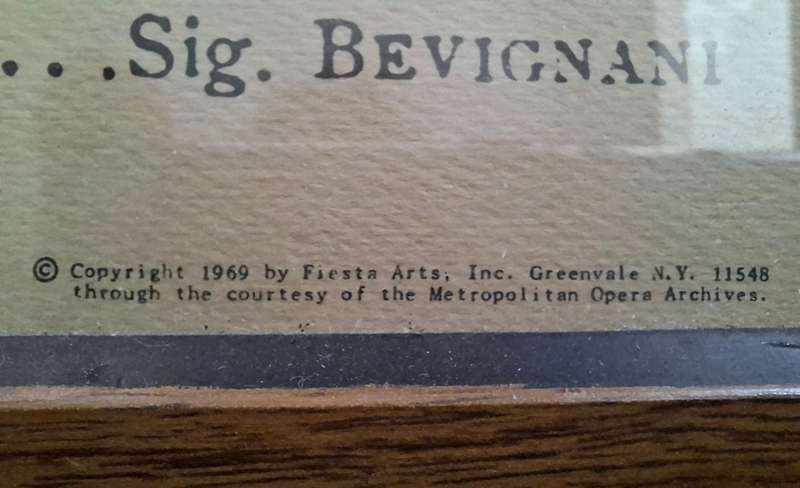 ...Sig. BEVIGNANI
© Copyright 1969 by Fiesta Arts, Inc. Greenvale N.Y. 11548
through the courtesy of the Metropolitan Opera Archives.